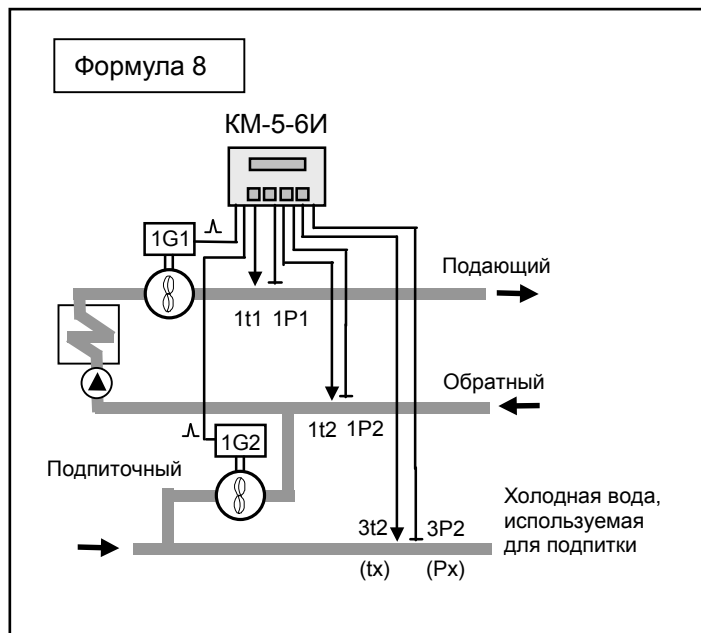 Формула 8
КМ-5-6И
1G1
Подающий
1t1 1P1
Обратный
1t2 1P2
1G2
Подпиточный
Холодная вода,
используемая
для подпитки
3t2 3P2
(tx) (Px)